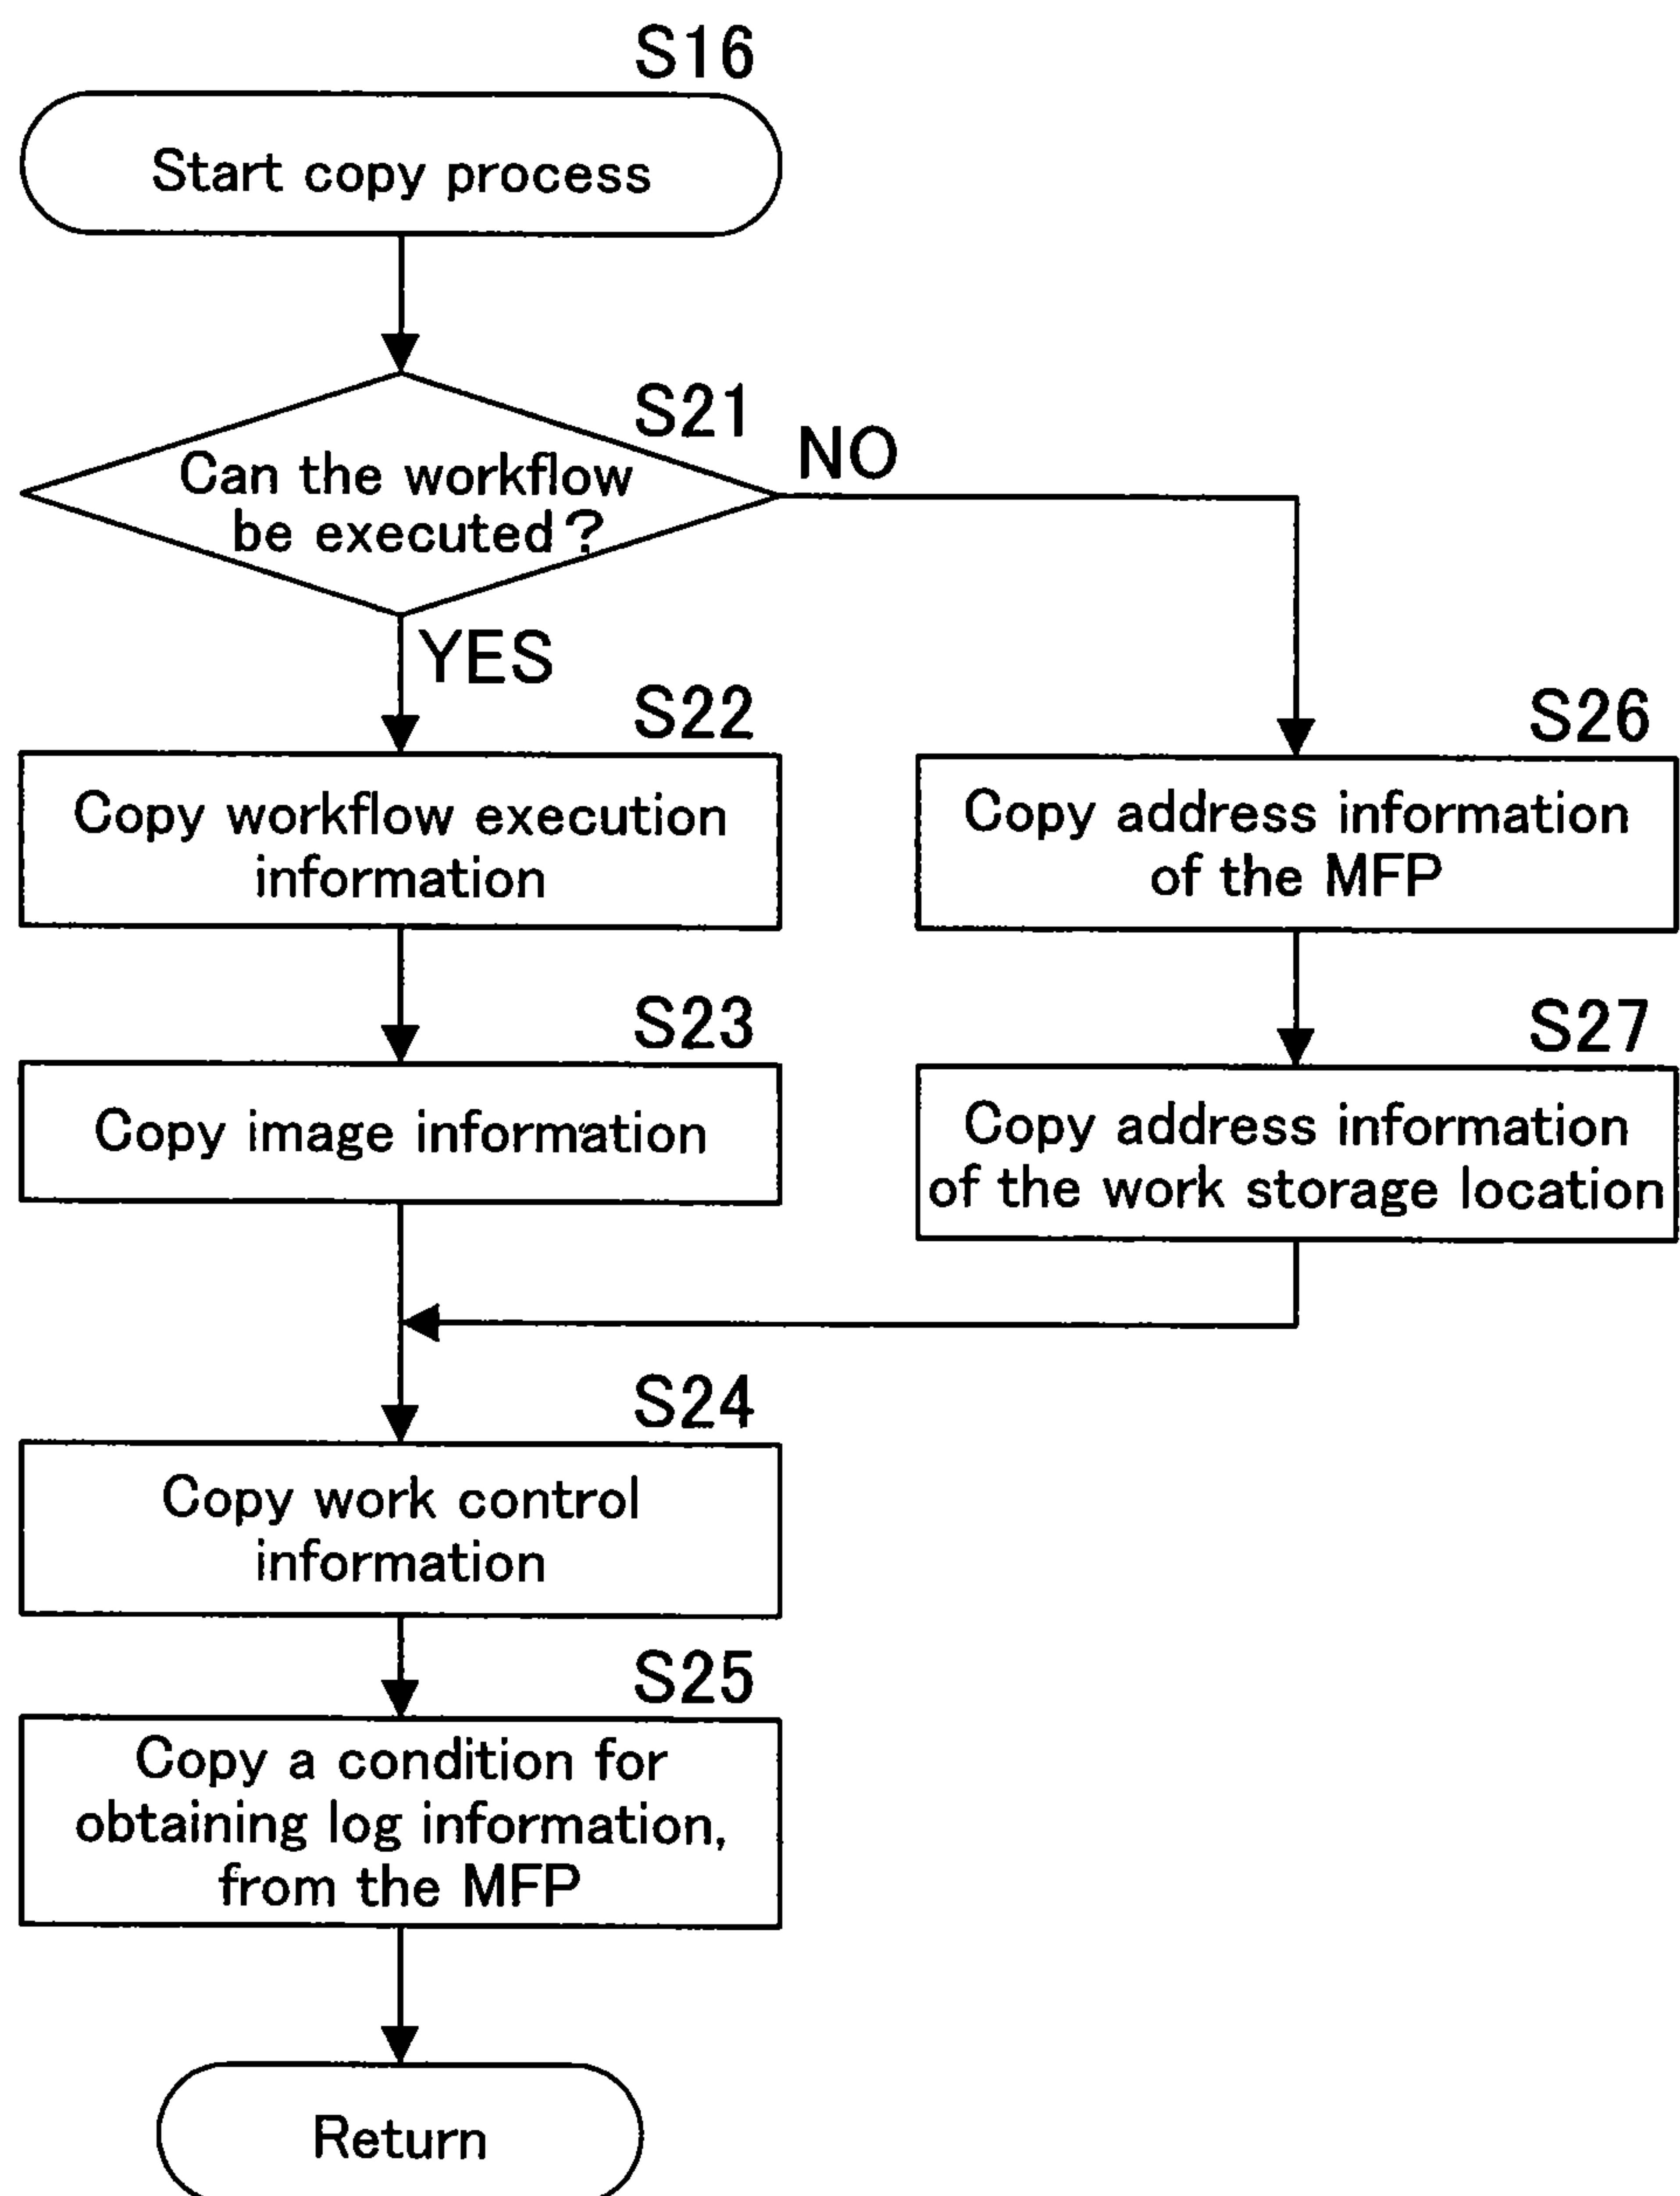 S16
Start copy process
S21
Can the workflow
be executed?
NO
YES
S22
Copy workflow execution
information
S26
Copy address information
of the MFP
S23
Copy image information
S27
Copy address information
of the work storage location
S24
Copy work control
information
S25
Copy a condition for
obtaining log information,
from the MFP
Return